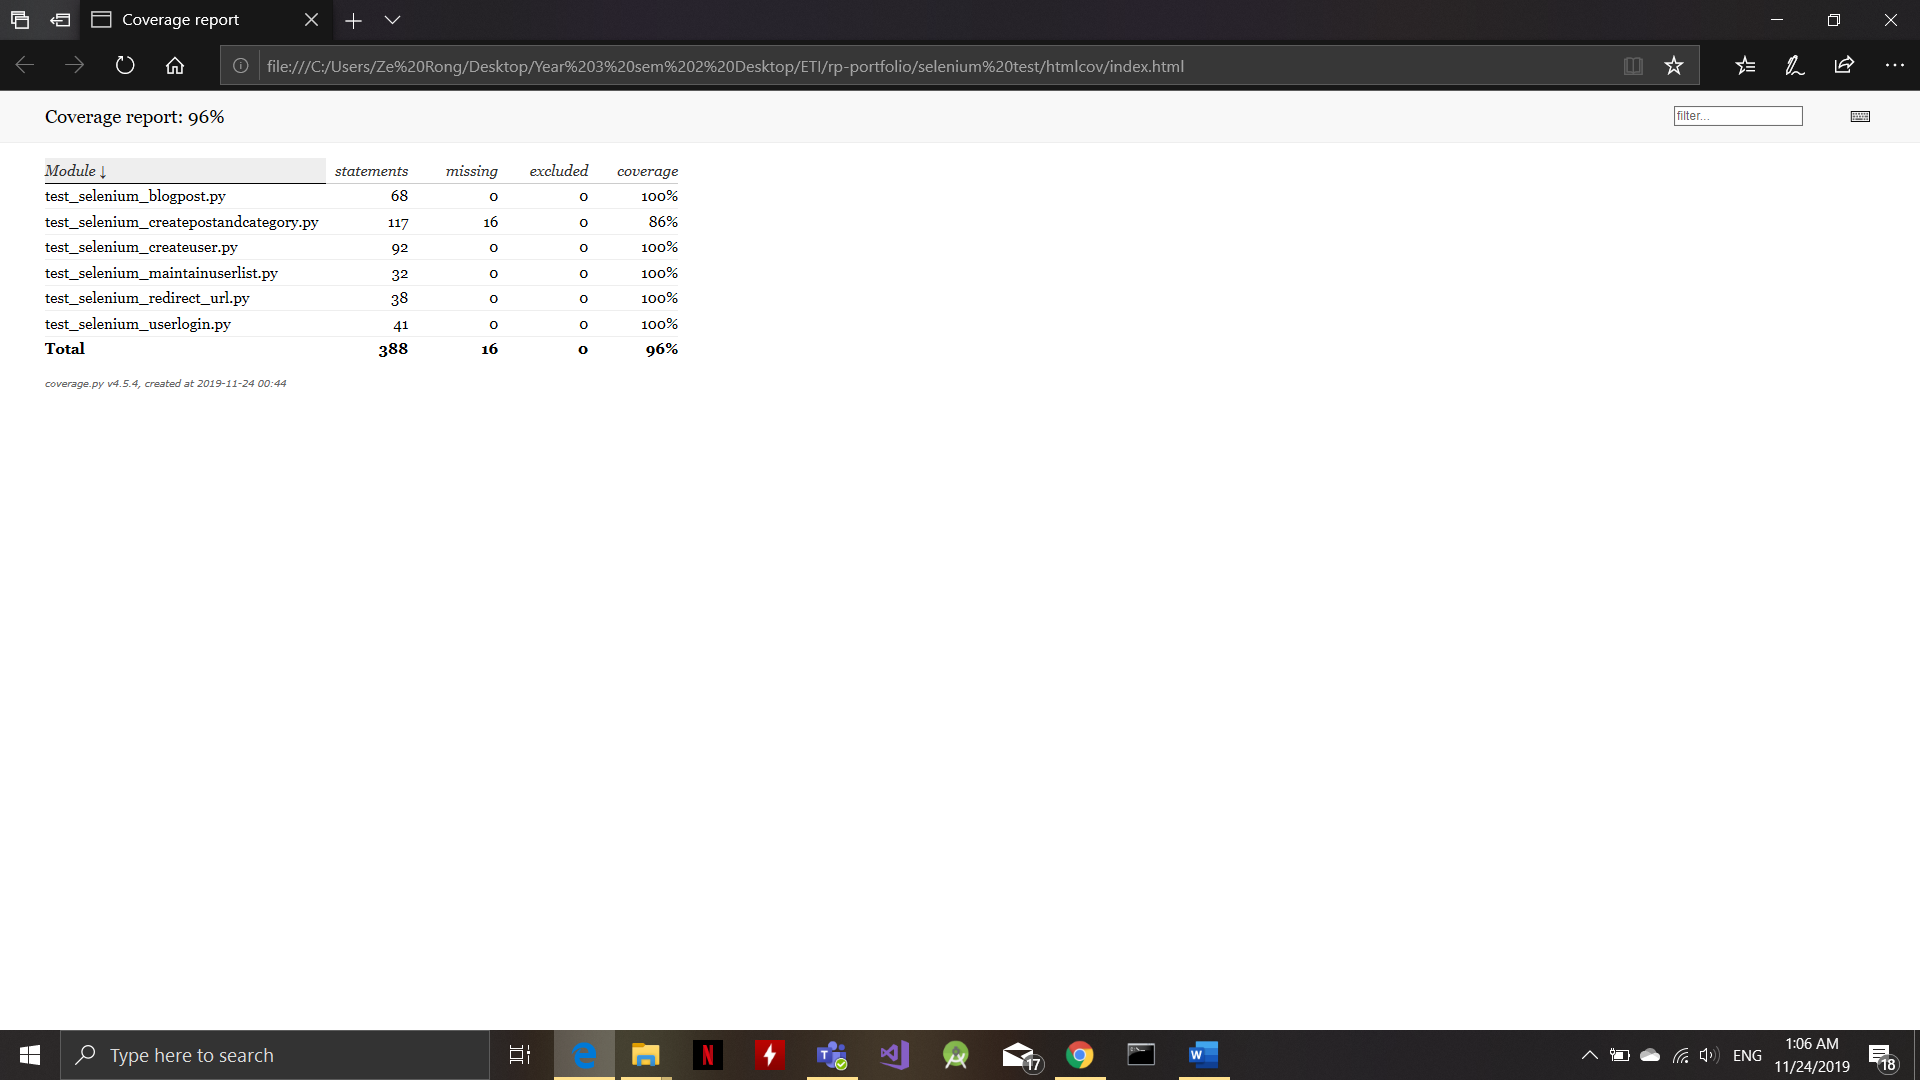 Coverage report
file:///C:/Users/Ze%20Rong/Desktop/Year%203%20sem%202%20Desktop/ETI/rp-portfolio/selenium%20test/htmlcov/index.html
Coverage report: 96%
filter...
Module ↓ statements missing excluded coverage
test_selenium_blogpost.py 68 0 0 100%
test_selenium_createpostandcategory.py 117 16 0 86%
test_selenium_createuser.py 92 0 0 100%
test_selenium_maintainuserlist.py 32 0 0 100%
test_selenium_redirect_url.py 38 0 0 100%
test_selenium_userlogin.py 41 0 0 100%
Total 388 16 0 96%
coverage.py v4.5.4, created at 2019-11-24 00:44
Type here to search
N
T
17
W
ENG
1:06 AM
11/24/2019
18